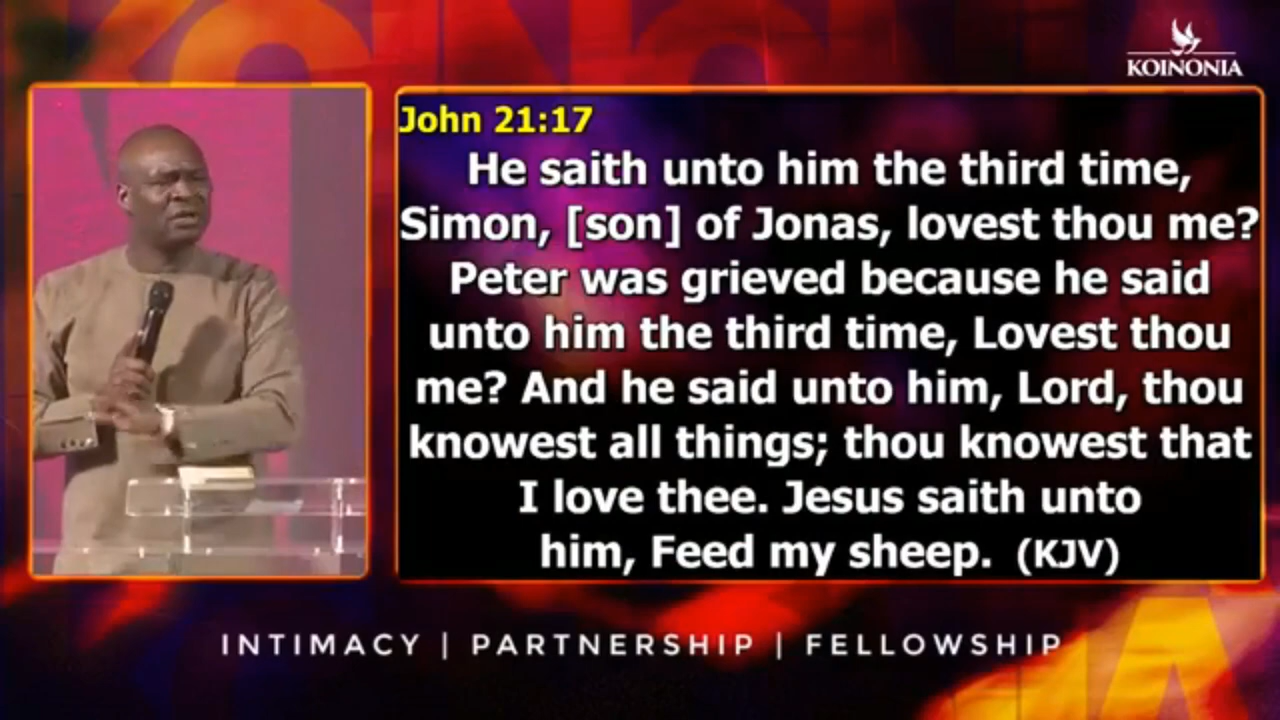 KOINONIA
John 21:17
He saith unto him the third time,
Simon, [son] of Jonas, lovest thou me?
Peter was grieved because he said
unto him the third time, Lovest thou
me? And he said unto him, Lord, thou
knowest all things; thou knowest that
I love thee. Jesus saith unto
him, Feed my sheep. (KJV)
INTIMACY | PARTNERSHIP | FELLOWSHIP